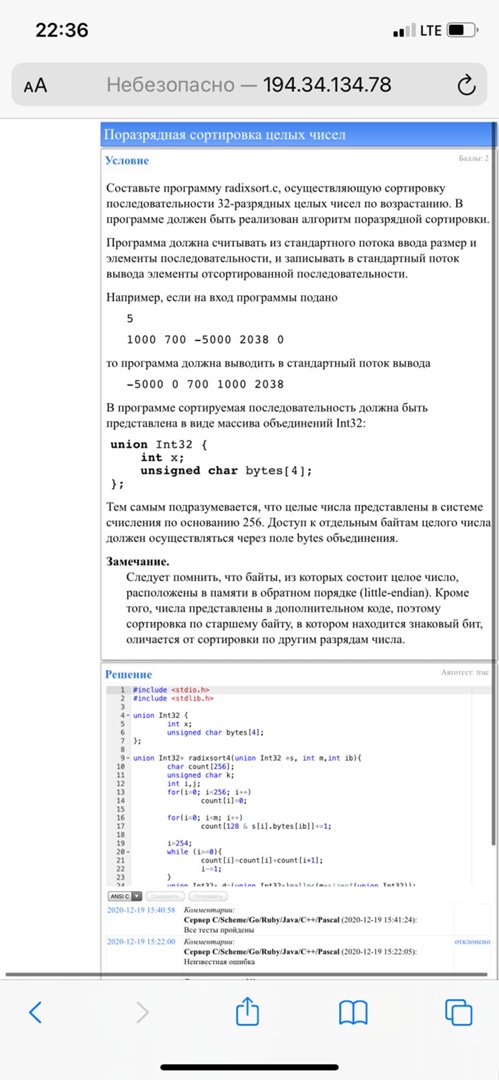 22:36
LTE
AA Небезопасно — 194.34.134.78
Поразрядная сортировка целых чисел
Условие
Баллы: 2
Составьте программу radixsort.c, осуществляющую сортировку
последовательности 32-разрядных целых чисел по возрастанию. В
программе должен быть реализован алгоритм поразрядной сортировки.
Программа должна считывать из стандартного потока ввода размер и
элементы последовательности, и записывать в стандартный поток
вывода элементы отсортированной последовательности.
Например, если на вход программы подано
5
1000 700 -5000 2038 0
то программа должна выводить в стандартный поток вывода
-5000 0 700 1000 2038
В программе сортируемая последовательность должна быть
представлена в виде массива объединений Int32:
union Int32 {
int x;
unsigned char bytes[4];
};
Тем самым подразумевается, что целые числа представлены в системе
счисления по основанию 256. Доступ к отдельным байтам целого числа
должен осуществляться через поле bytes объединения.
Замечание.
Следует помнить, что байты, из которых состоит целое число,
расположены в памяти в обратном порядке (little-endian). Кроме
того, числа представлены в дополнительном коде, поэтому
сортировка по старшему байту, в котором находится знаковый бит,
оличается от сортировки по другим разрядам числа.
Решение
Автотест: true
1 #include <stdio.h>
2 #include <stdlib.h>
3
4 union Int32 {
5 int x;
6 unsigned char bytes[4];
7 };
8
9 union Int32* radixsort4(union Int32 *s, int m,int ib){
10 char count[256];
11 unsigned char k;
12 int i,j;
13 for(i=0; i<256; i++)
14 count[i]=0;
15
16 for(i=0; i<m; i++)
17 count[128 & s[i].bytes[ib]]+=1;
18
19 i=254;
20 while (i>=0){
21 count[i]=count[i]+count[i+1];
22 i-=1;
23 }
24 union Int32* d=(union Int32*)malloc(m*sizeof(union Int32));
ANSI C
Сохранить
Отправить
2020-12-19 15:40:58 Комментарии:
Сервер C/Scheme/Go/Ruby/Java/C++/Pascal (2020-12-19 15:41:24):
Все тесты пройдены
2020-12-19 15:22:00 Комментарии: отклонено
Сервер C/Scheme/Go/Ruby/Java/C++/Pascal (2020-12-19 15:22:05):
Неизвестная ошибка